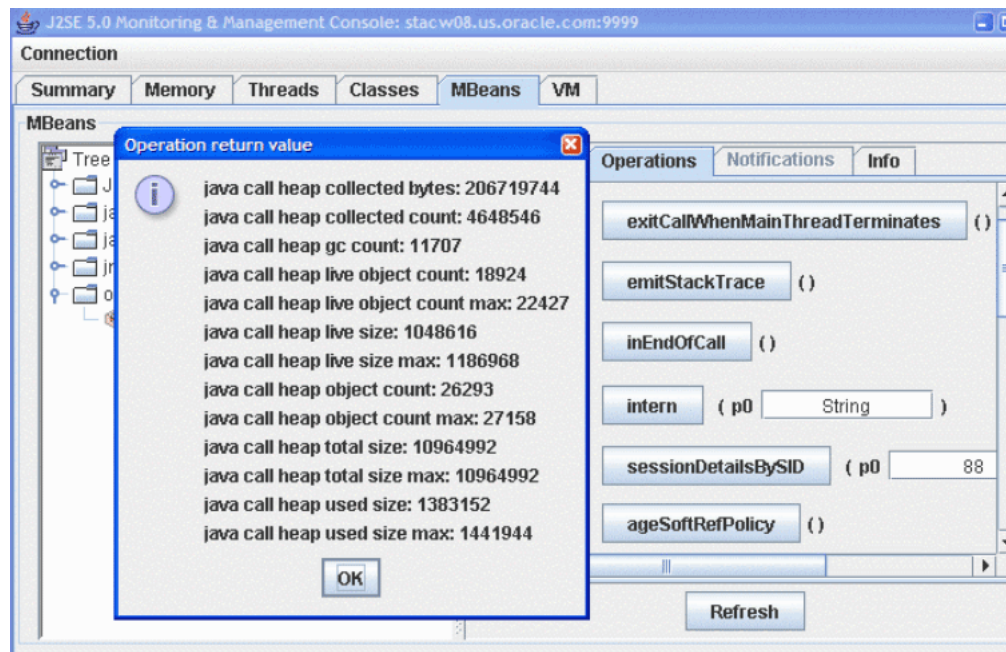 J2SE 5.0 Monitoring & Management Console: stacw08.us.oracle.com:9999
Connection
Summary Memory Threads Classes MBeans VM
MBeans
Tree
Operation return value
java call heap collected bytes: 206719744
java call heap collected count: 4648546
java call heap gc count: 11707
java call heap live object count: 18924
java call heap live object count max: 22427
java call heap live size: 1048616
java call heap live size max: 1186968
java call heap object count: 26293
java call heap object count max: 27158
java call heap total size: 10964992
java call heap total size max: 10964992
java call heap used size: 1383152
java call heap used size max: 1441944
OK
Operations Notifications Info
exitCallWhenMainThreadTerminates ()
emitStackTrace ()
inEndOfCall ()
intern ( p0 String )
sessionDetailsBySID ( p0 88
ageSoftRefPolicy ()
Refresh